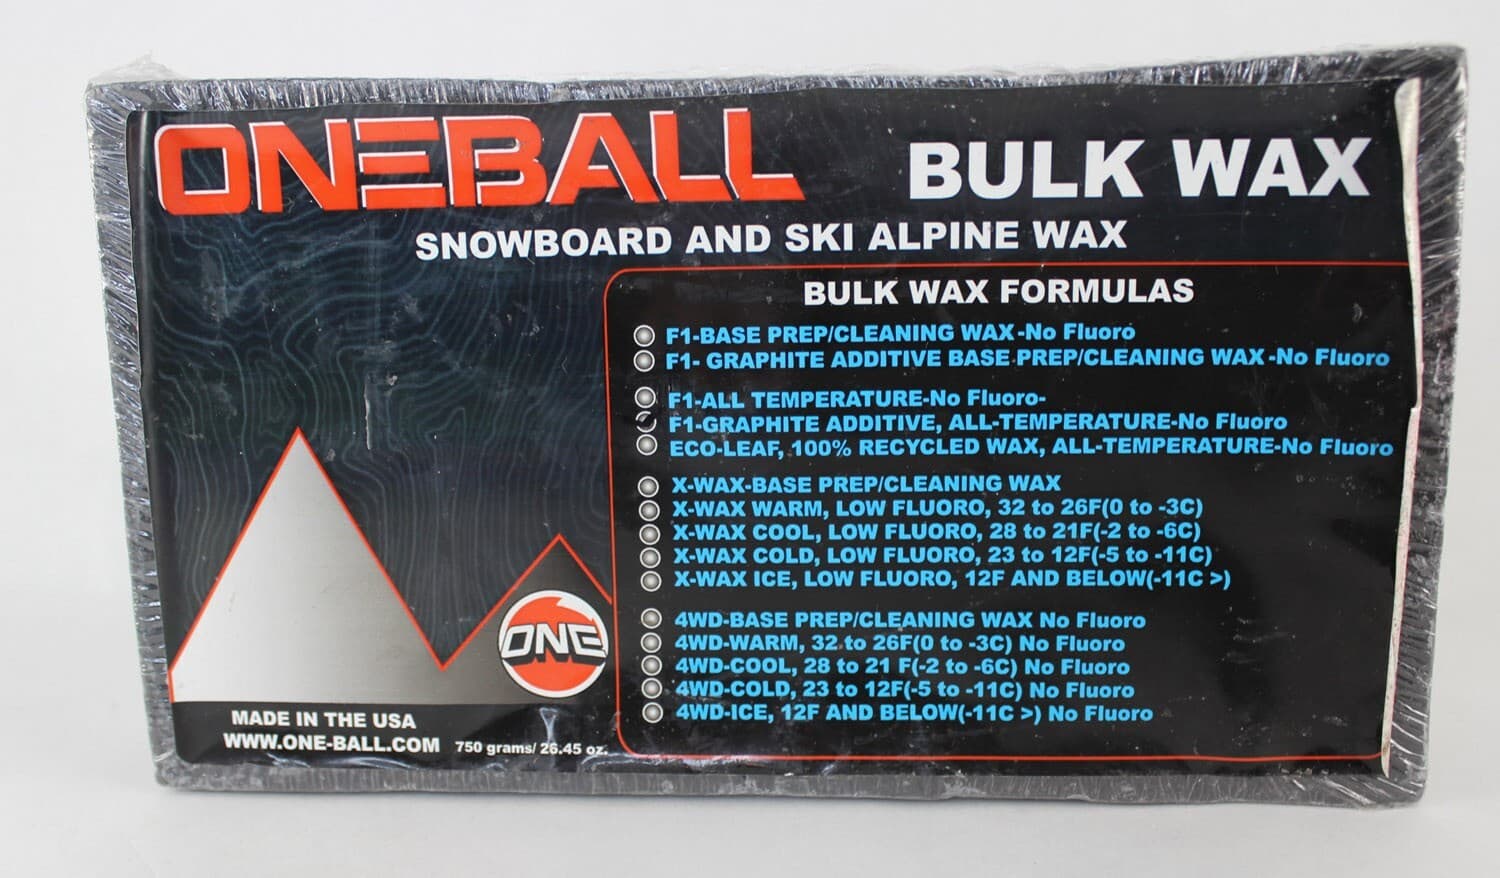 ONEBALL
BULK WAX
SNOWBOARD AND SKI ALPINE WAX
BULK WAX FORMULAS
F1-BASE PREP/CLEANING WAX-No Fluoro
F1- GRAPHITE ADDITIVE BASE PREP/CLEANING WAX-No Fluoro
F1-ALL TEMPERATURE-No Fluoro-
F1-GRAPHITE ADDITIVE, ALL-TEMPERATURE-No Fluoro
ECO-LEAF, 100% RECYCLED WAX, ALL-TEMPERATURE-No Fluoro
X-WAX-BASE PREP/CLEANING WAX
X-WAX WARM, LOW FLUORO, 32 to 26F(0 to -3C)
X-WAX COOL, LOW FLUORO, 28 to 21F(-2 to -6C)
X-WAX COLD, LOW FLUORO, 23 to 12F(-5 to -11C)
X-WAX ICE, LOW FLUORO, 12F AND BELOW(-11C >)
4WD-BASE PREP/CLEANING WAX No Fluoro
4WD-WARM, 32 to 26F(0 to -3C) No Fluoro
4WD-COOL, 28 to 21 F(-2 to -6C) No Fluoro
4WD-COLD, 23 to 12F(-5 to -11C) No Fluoro
4WD-ICE, 12F AND BELOW(-11C >) No Fluoro
ONE
MADE IN THE USA
WWW.ONE-BALL.COM 750 grams/ 26.45 oz.